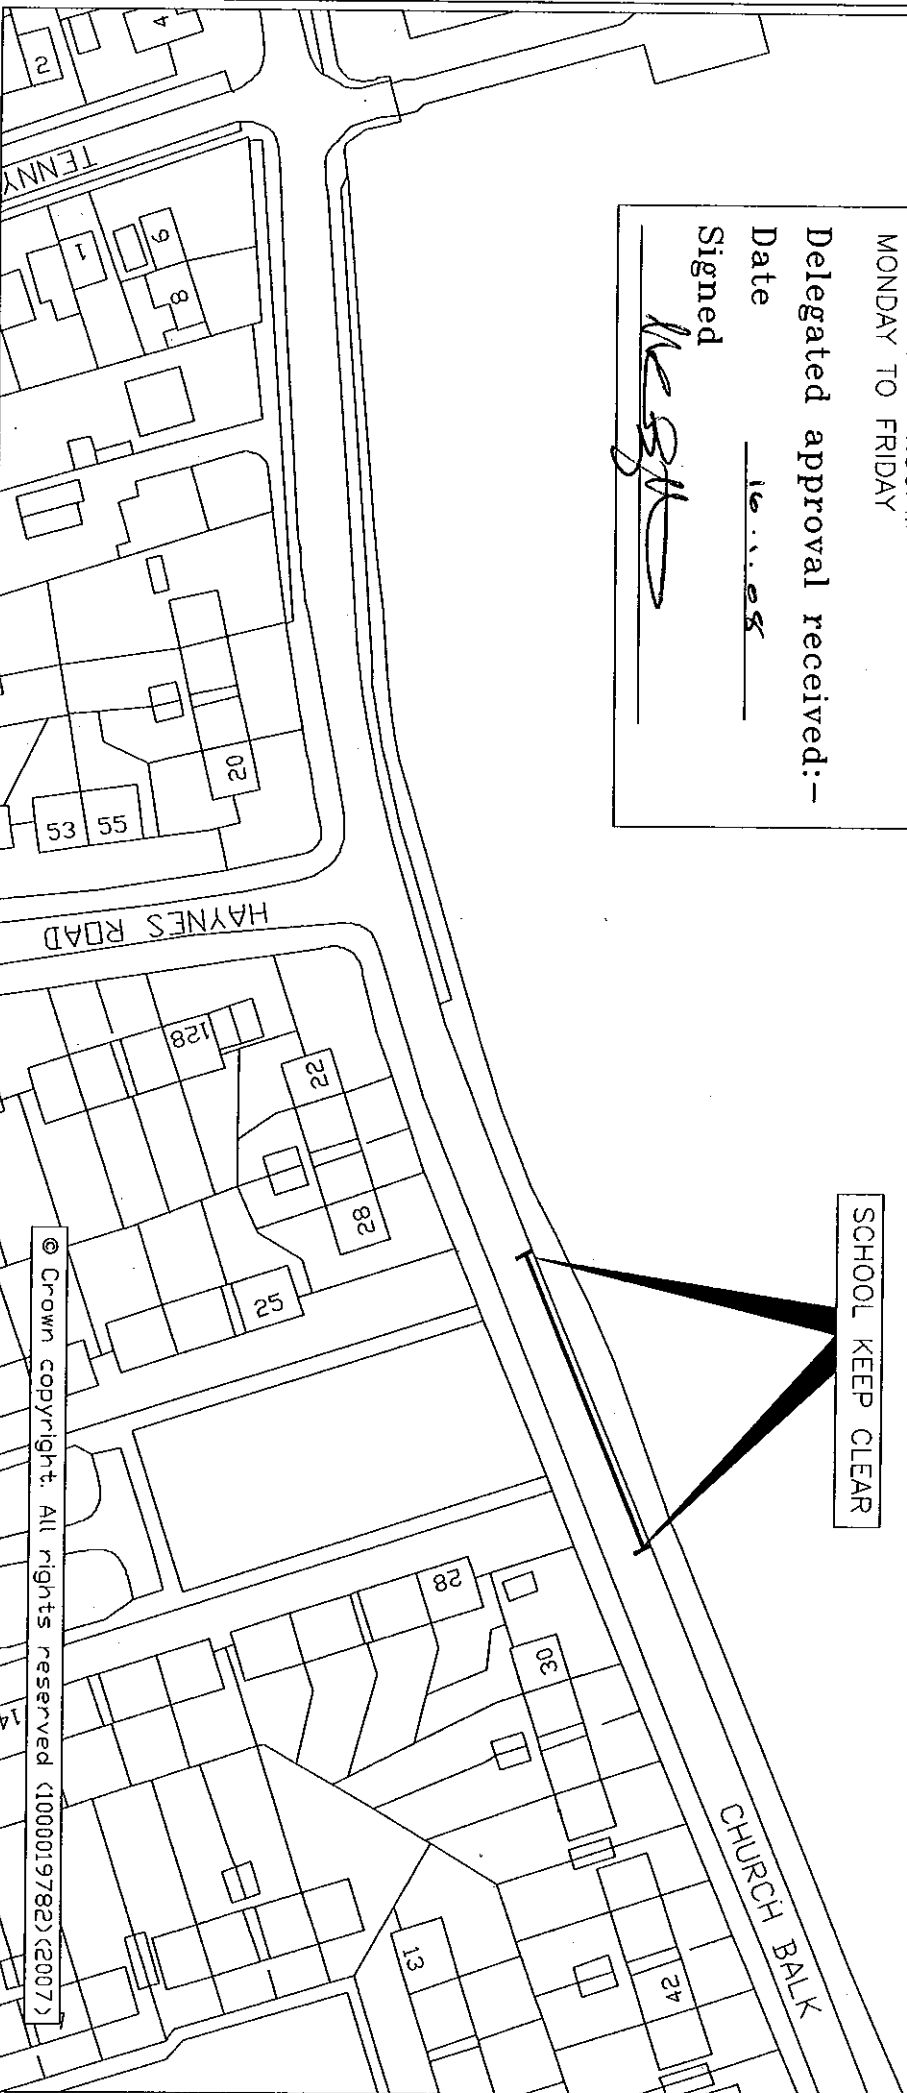 MONDAY TO FRIDAY
Delegated approval received:-
Date 16.1.08
Signed
SCHOOL KEEP CLEAR
CHURCH BALK
HAYNES ROAD
TENNY
2
4
1
6
8
20
53
55
128
22
28
25
28
30
14
13
42
© Crown copyright. All rights reserved (100019782)(2007)